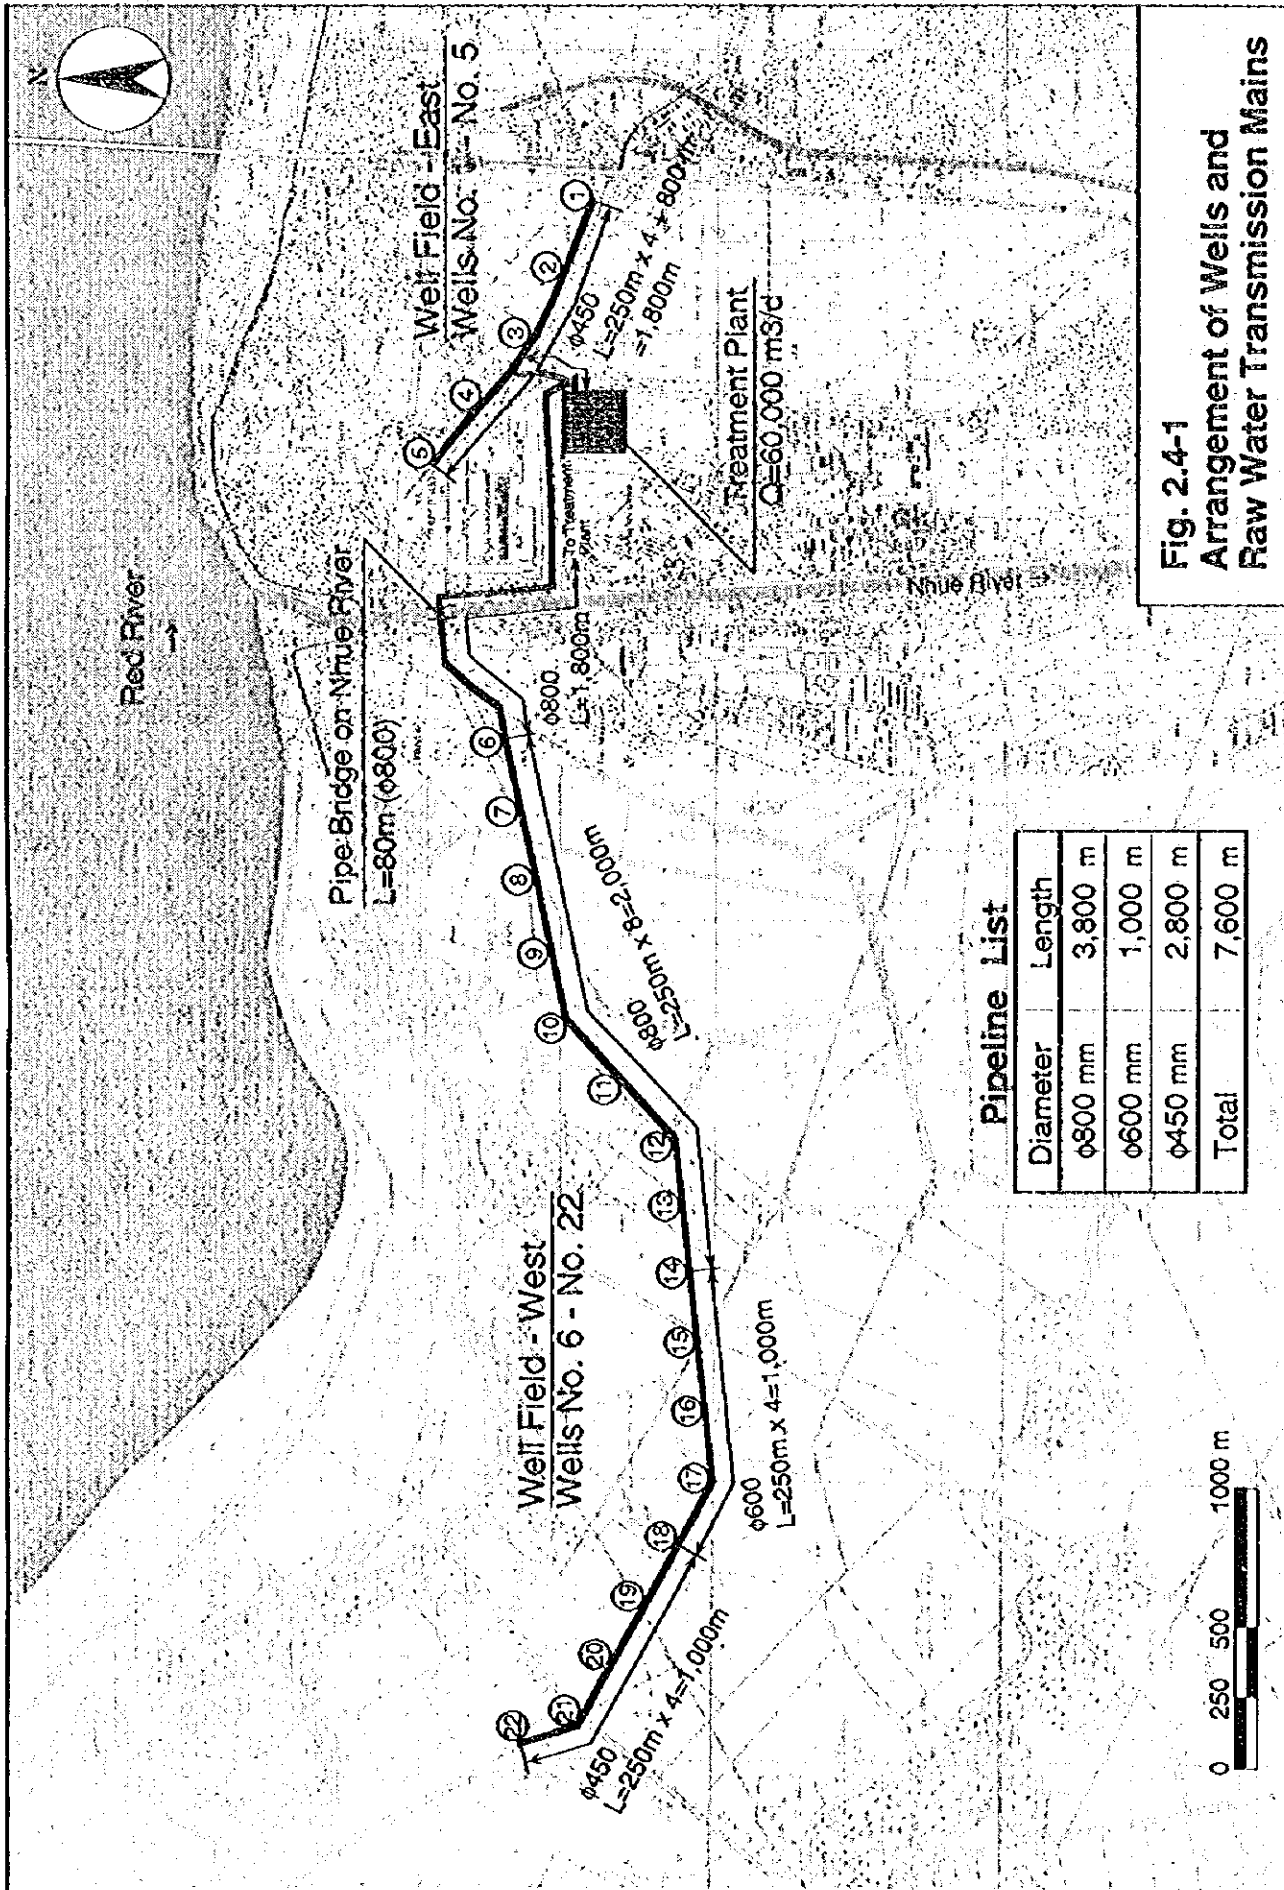 N
Red River
Well Field - East
Wells No. 1 - No. 5
Pipe Bridge on Nhue River
L=80m (φ800)
Well Field - West
Wells No. 6 - No. 22
22
21
20
19
18
17
16
15
14
13
12
11
10
9
8
7
6
5
4
3
2
1
φ450
L=250m x 4=1,000m
φ600
L=250m x 4=1,000m
φ800
L=250m x 8=2,000m
φ800
L=1,800m
To Treatment
Plant
φ450
L=250m x 4 + 800m
=1,800m
Treatment Plant
Q=60,000 m3/d
Nhue River
Pipeline List
Diameter Length
φ800 mm 3,800 m
φ600 mm 1,000 m
φ450 mm 2,800 m
Total 7,600 m
0 250 500 1000 m
Fig. 2.4-1
Arrangement of Wells and
Raw Water Transmission Mains